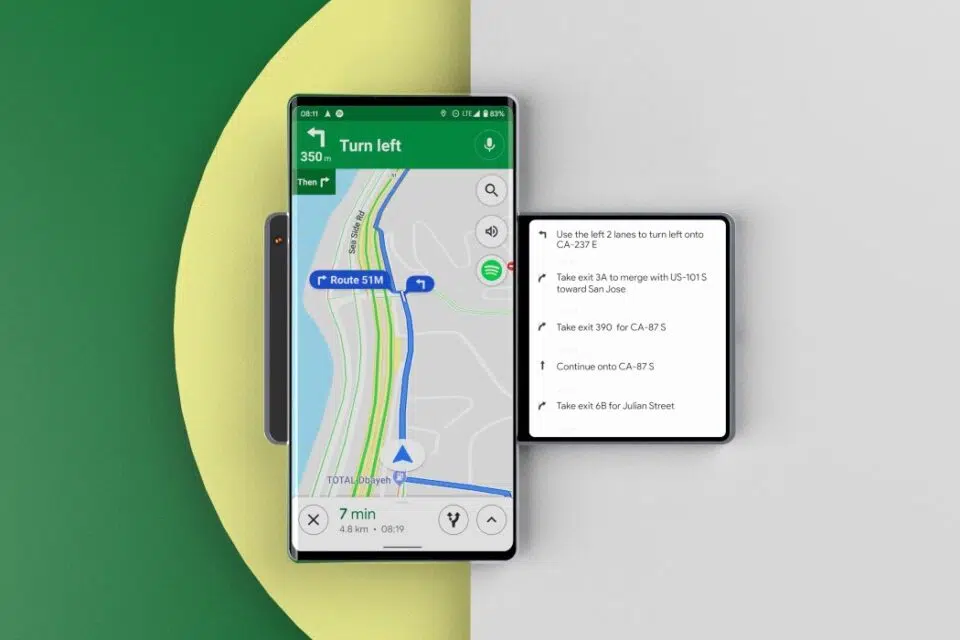 08:11
LTE 83%
350 m
Turn left
Then
Sea Side Rd
Route 51M
TOTAL Dbayeh
7 min
4.8 km • 08:19
Use the left 2 lanes to turn left onto
CA-237 E
Take exit 3A to merge with US-101 S
toward San Jose
Take exit 390 for CA-87 S
Continue onto CA-87 S
Take exit 6B for Julian Street